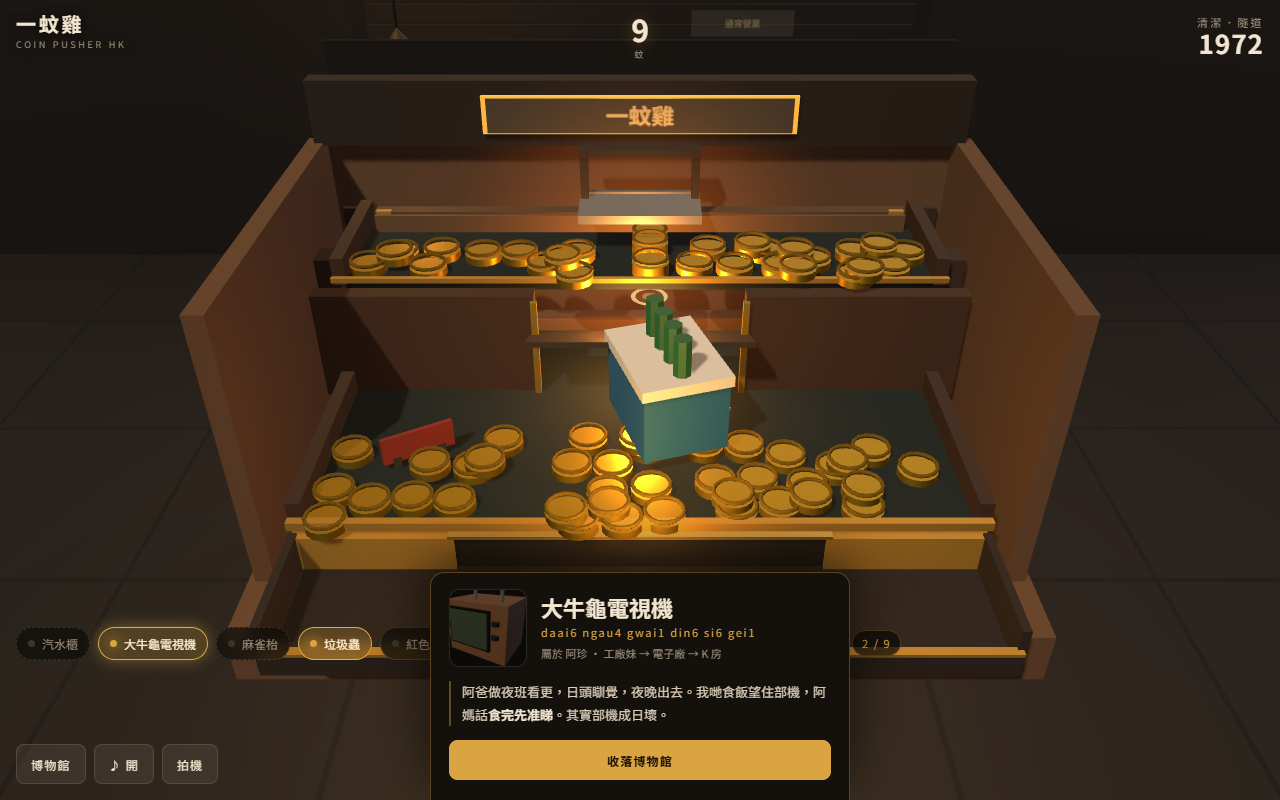 一蚊雞
COIN PUSHER HK
9
蚊
通宵營業
清潔・隧道
1972
一蚊雞
汽水櫃
大牛龜電視機
麻雀枱
垃圾蟲
紅色
2 / 9
大牛龜電視機
daai6 ngau4 gwai1 din6 si6 gei1
屬於 阿珍・工廠妹→電子廠→K房
阿爸做夜班看更，日頭瞓覺，夜晚出去。我哋食飯望住部機，阿
媽話食完先准睇。其實部機成日壞。
收落博物館
博物館
♪ 開
拍機